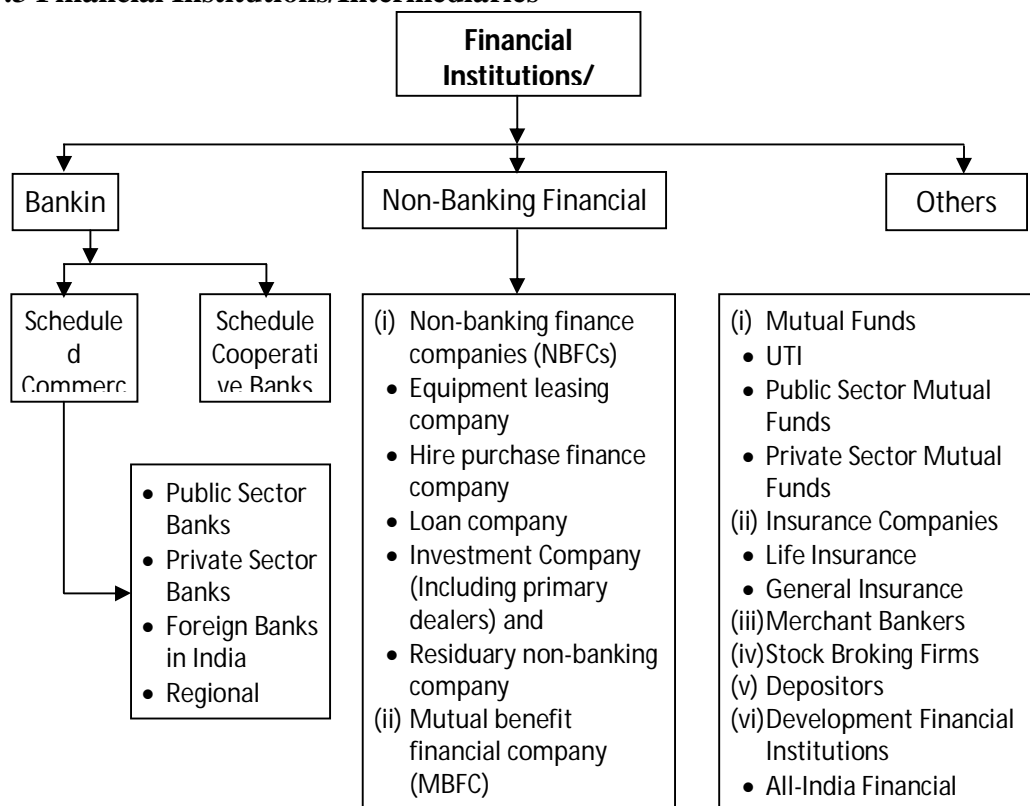 .5 Financial Institutions/Intermediaries
Financial
Institutions/
Bankin
Non-Banking Financial
Others
Schedule
d
Commerc
Schedule
Cooperati
ve Banks
• Public Sector
Banks
• Private Sector
Banks
• Foreign Banks
in India
• Regional
(i) Non-banking finance
companies (NBFCs)
• Equipment leasing
company
• Hire purchase finance
company
• Loan company
• Investment Company
(Including primary
dealers) and
• Residuary non-banking
company
(ii) Mutual benefit
financial company
(MBFC)
(i) Mutual Funds
• UTI
• Public Sector Mutual
Funds
• Private Sector Mutual
Funds
(ii) Insurance Companies
• Life Insurance
• General Insurance
(iii)Merchant Bankers
(iv)Stock Broking Firms
(v) Depositors
(vi)Development Financial
Institutions
• All-India Financial